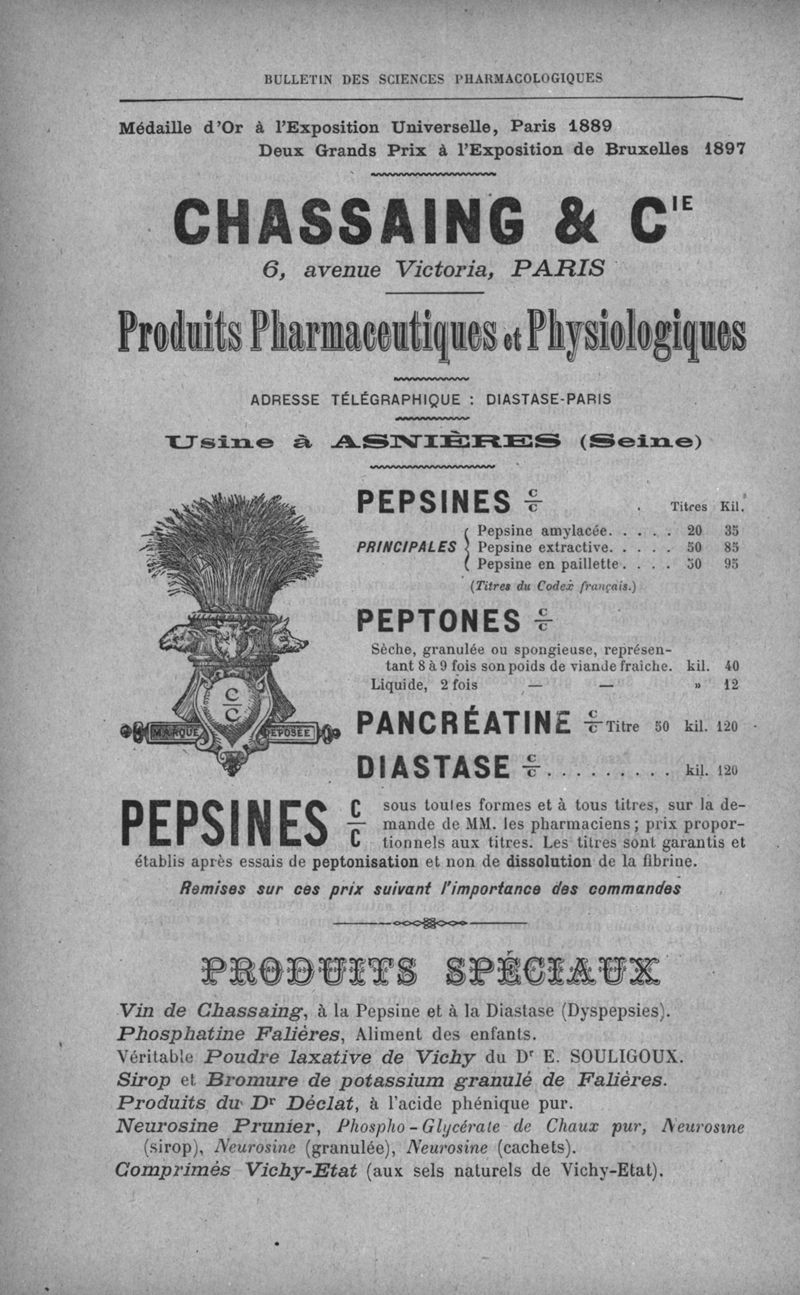 BULLETIN DES SCIENCES PHARMACOLOGIQUES
Médaille d'Or à l'Exposition Universelle, Paris 1889
Deux Grands Prix à l'Exposition de Bruxelles 1897
CHASSAING & CIE
6, avenue Victoria, PARIS
Produits Pharmaceutiques et Physiologiques
ADRESSE TÉLÉGRAPHIQUE : DIASTASE-PARIS
Usine à ASNIÈRES (Seine)
PEPSINES C/C Titres Kil.
PRINCIPALES
Pepsine amylacée. . . . . 20 35
Pepsine extractive. . . . . 50 85
Pepsine en paillette. . . . 50 95
(Titres du Codex français.)
PEPTONES C/C
Sèche, granulée ou spongieuse, représen-
tant 8 à 9 fois son poids de viande fraîche. kil. 40
Liquide, 2 fois — — » 12
C/C
MARQUE DÉPOSÉE
PANCRÉATINE C/C Titre 50 kil. 120
DIASTASE C/C . . . . . . . . . kil. 120
PEPSINES C/C sous toutes formes et à tous titres, sur la de-
mande de MM. les pharmaciens ; prix propor-
tionnels aux titres. Les titres sont garantis et
établis après essais de peptonisation et non de dissolution de la fibrine.
Remises sur ces prix suivant l'importance des commandes
PRODUITS SPÉCIAUX
Vin de Chassaing, à la Pepsine et à la Diastase (Dyspepsies).
Phosphatine Falières, Aliment des enfants.
Véritable Poudre laxative de Vichy du Dr E. SOULIGOUX.
Sirop et Bromure de potassium granulé de Falières.
Produits du Dr Déclat, à l'acide phénique pur.
Neurosine Prunier, Phospho-Glycérate de Chaux pur, Neurosine
(sirop), Neurosine (granulée), Neurosine (cachets).
Comprimés Vichy-Etat (aux sels naturels de Vichy-Etat).